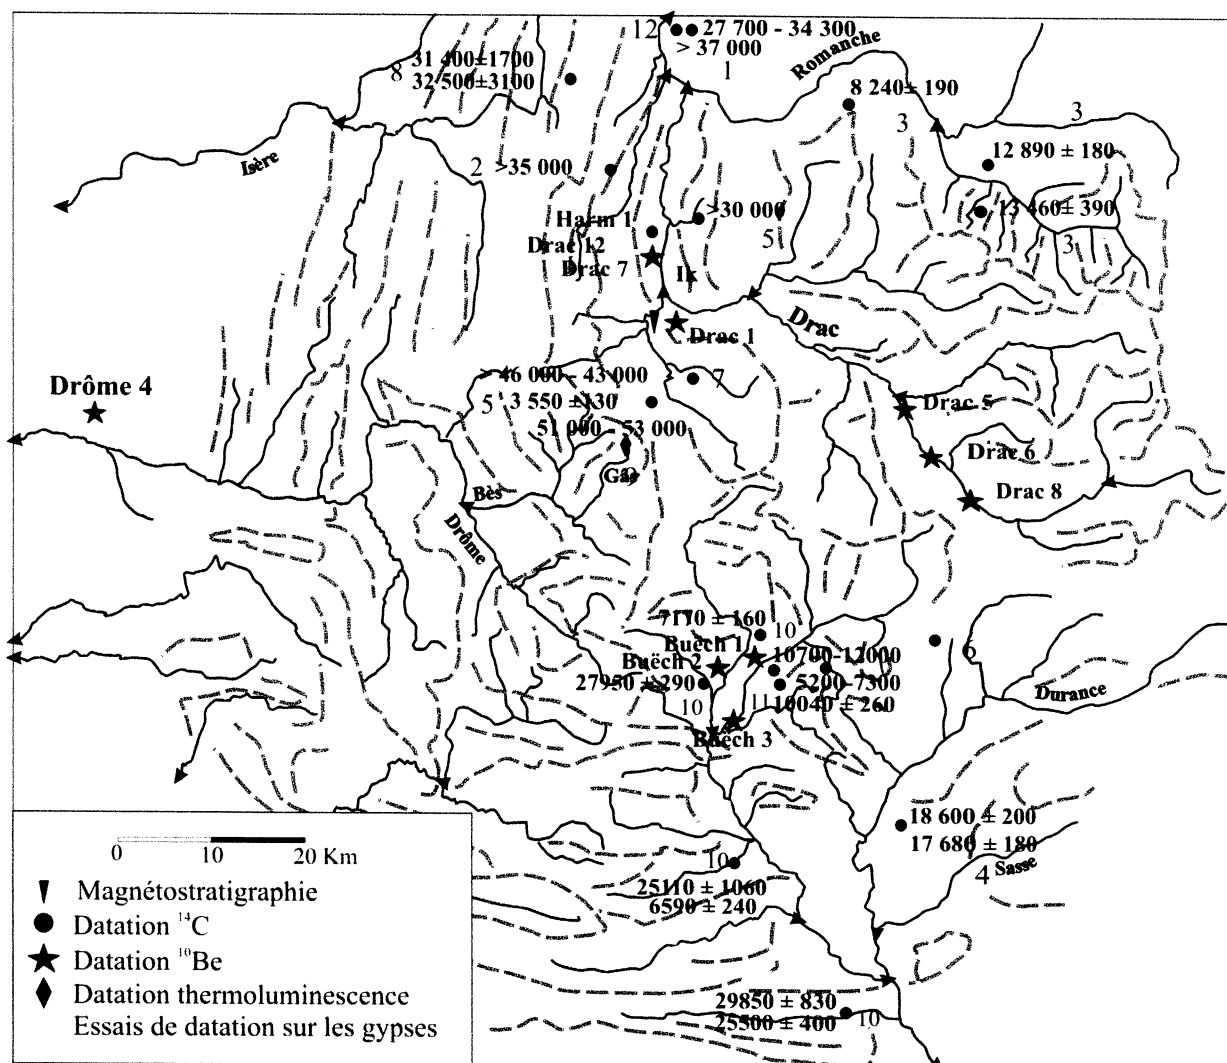 12
27 700 - 34 300
> 37 000
1
Romanche
8
31 400±1700
32 500±3100
8 240± 190
3
3
12 890 ± 180
Isère
2 >35 000
13 460± 390
3
>30 000
5
Harm 1
Drac 12
Drac 7
Drac
Drac 1
Drôme 4
> 46 000 - 43 000
7
5
3 550 ±130
51 000 - 53 000
Drac 5
Drac 6
Drac 8
Bès
Drôme
7170 ± 160
10
Buëch 1
Buëch 2
10700-12000
6
27950 ± 290
5200-7300
10
11
10040 ± 260
Durance
Buëch 3
18 600 ± 200
17 680 ± 180
4 Sasse
10
25110 ± 1060
6590 ± 240
29850 ± 830
25500 ± 400
10
0 10 20 Km
Magnétostratigraphie
Datation ¹⁴C
Datation ¹⁰Be
Datation thermoluminescence
Essais de datation sur les gypses